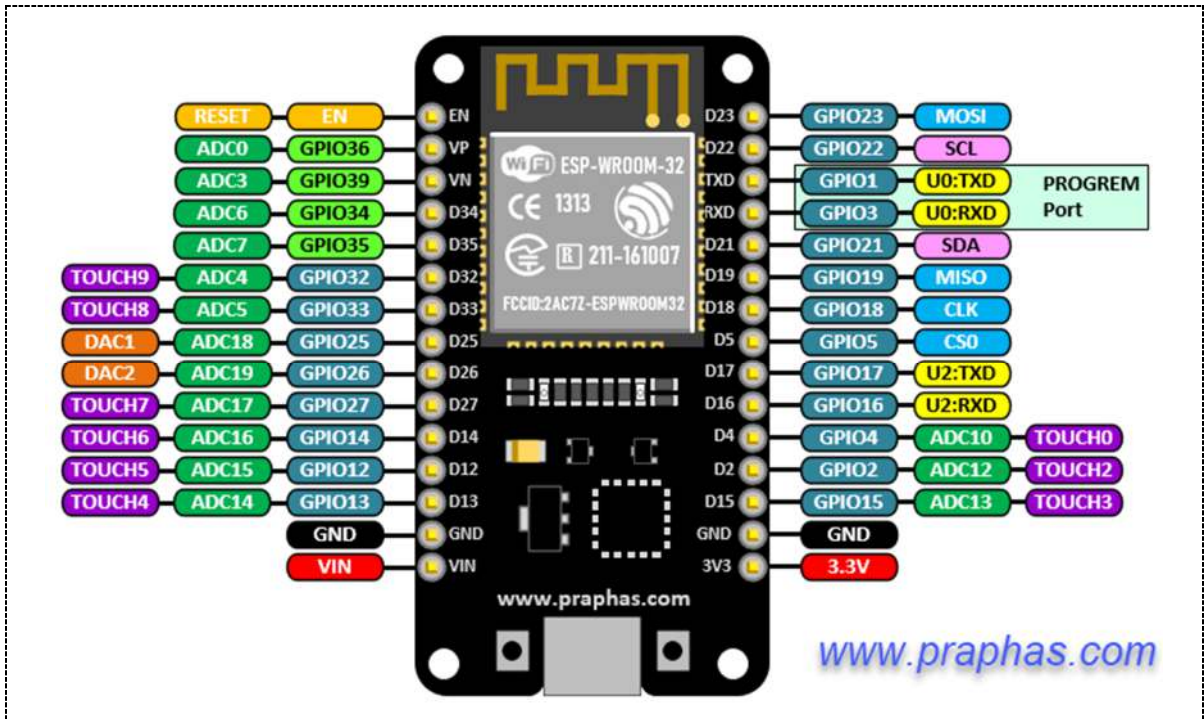 RESET EN EN D23 GPIO23 MOSI
ADC0 GPIO36 VP D22 GPIO22 SCL
ADC3 GPIO39 VN TXD GPIO1 U0:TXD
ADC6 GPIO34 D34 RXD GPIO3 U0:RXD
PROGREM
Port
ADC7 GPIO35 D35 D21 GPIO21 SDA
TOUCH9 ADC4 GPIO32 D32 D19 GPIO19 MISO
TOUCH8 ADC5 GPIO33 D33 D18 GPIO18 CLK
DAC1 ADC18 GPIO25 D25 D5 GPIO5 CS0
DAC2 ADC19 GPIO26 D26 D17 GPIO17 U2:TXD
TOUCH7 ADC17 GPIO27 D27 D16 GPIO16 U2:RXD
TOUCH6 ADC16 GPIO14 D14 D4 GPIO4 ADC10 TOUCH0
TOUCH5 ADC15 GPIO12 D12 D2 GPIO2 ADC12 TOUCH2
TOUCH4 ADC14 GPIO13 D13 D15 GPIO15 ADC13 TOUCH3
GND GND GND GND
VIN VIN 3V3 3.3V
WiFi ESP-WROOM-32
CE 1313
R 211-161007
FCCID:2AC7Z-ESPWROOM32
www.praphas.com
www.praphas.com